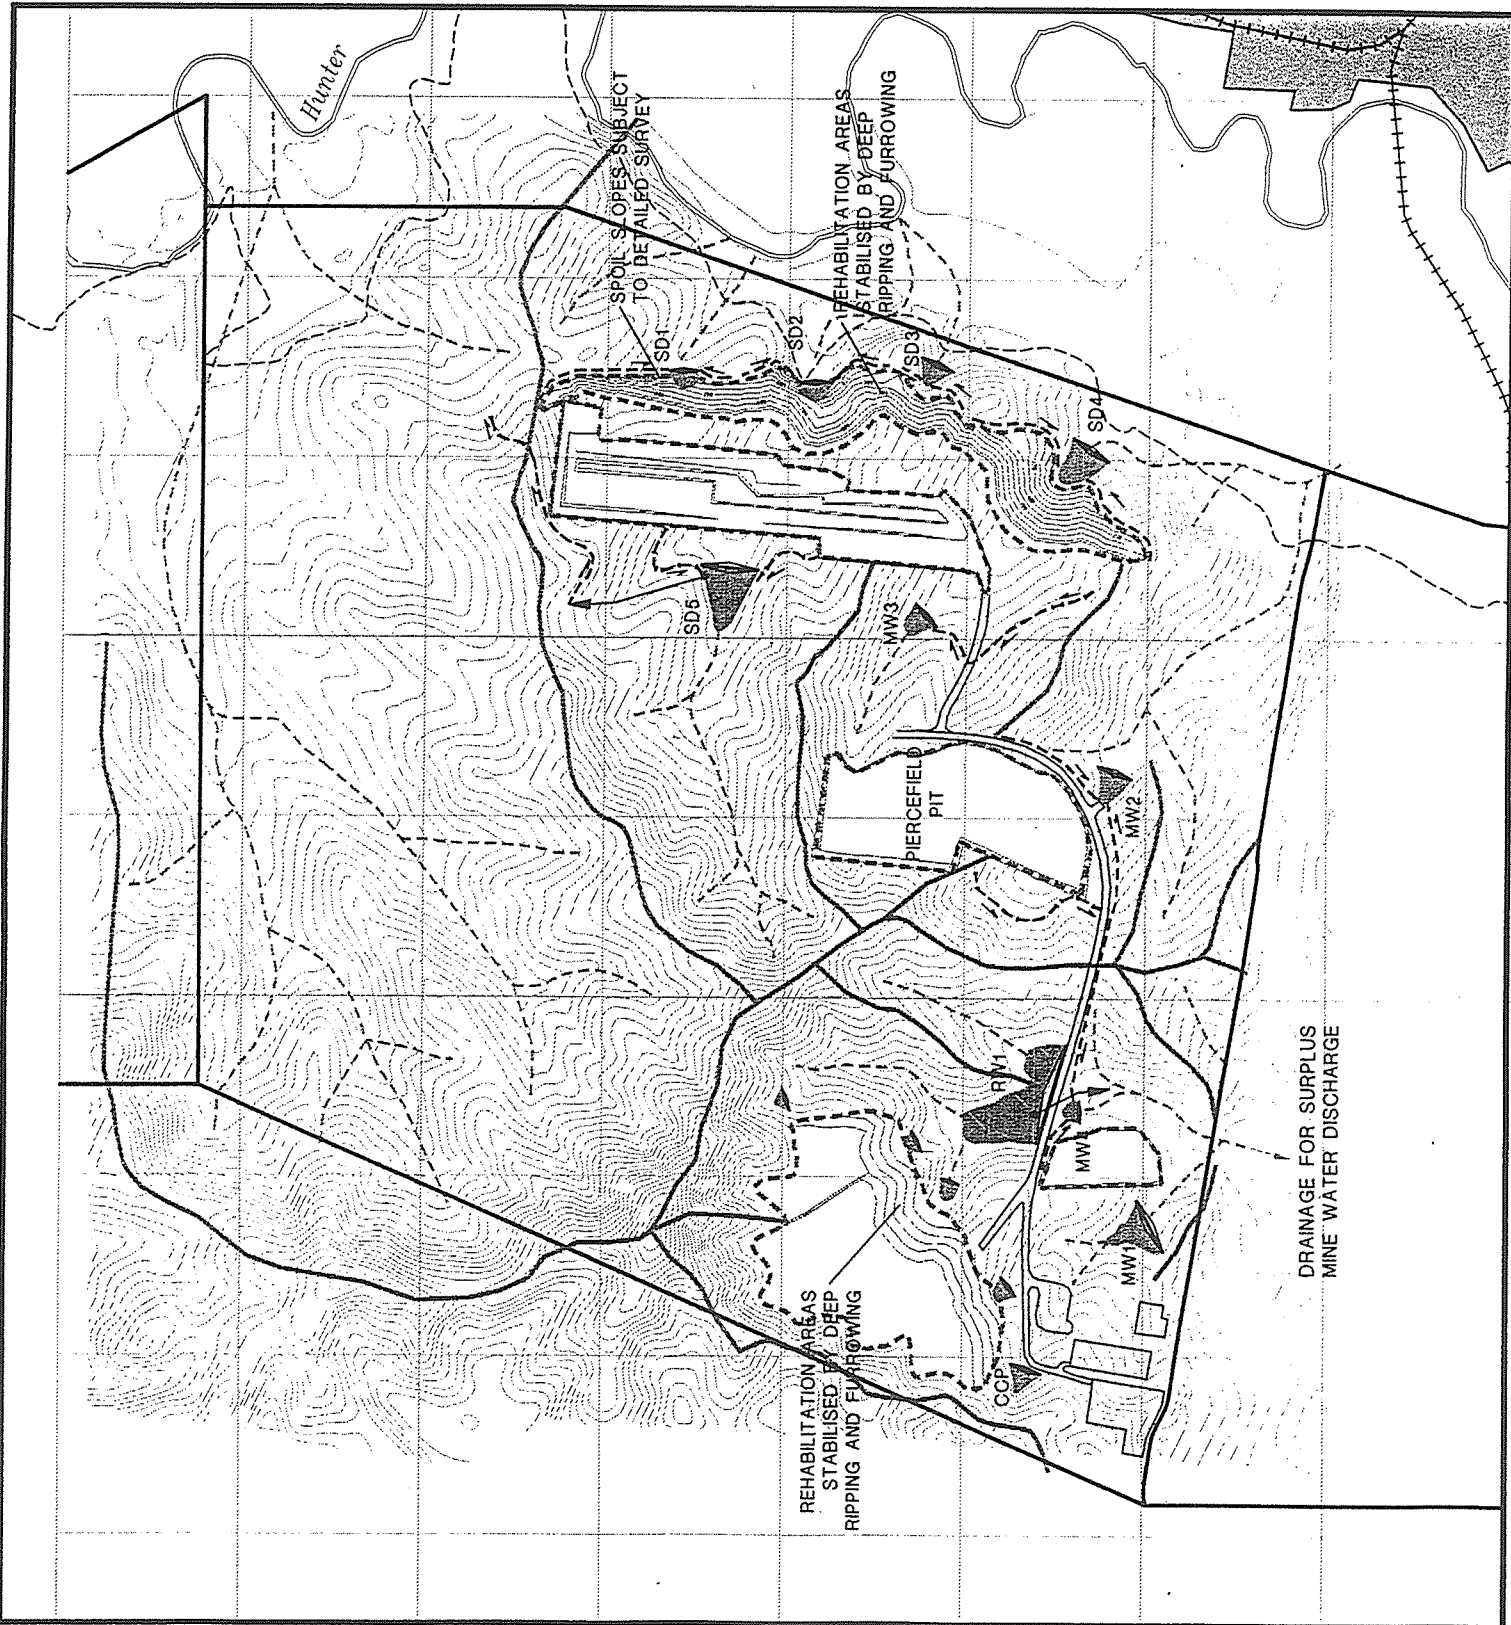 Hunter
SPOIL SLOPES SUBJECT
TO DETAILED SURVEY
REHABILITATION AREAS
STABILISED BY DEEP
RIPPING AND FURROWING
SD1
SD2
SD3
SD4
SD5
MW3
PIERCEFIELD
PIT
MW2
RW1
MW1
CCP
REHABILITATION AREAS
STABILISED BY DEEP
RIPPING AND FURROWING
DRAINAGE FOR SURPLUS
MINE WATER DISCHARGE